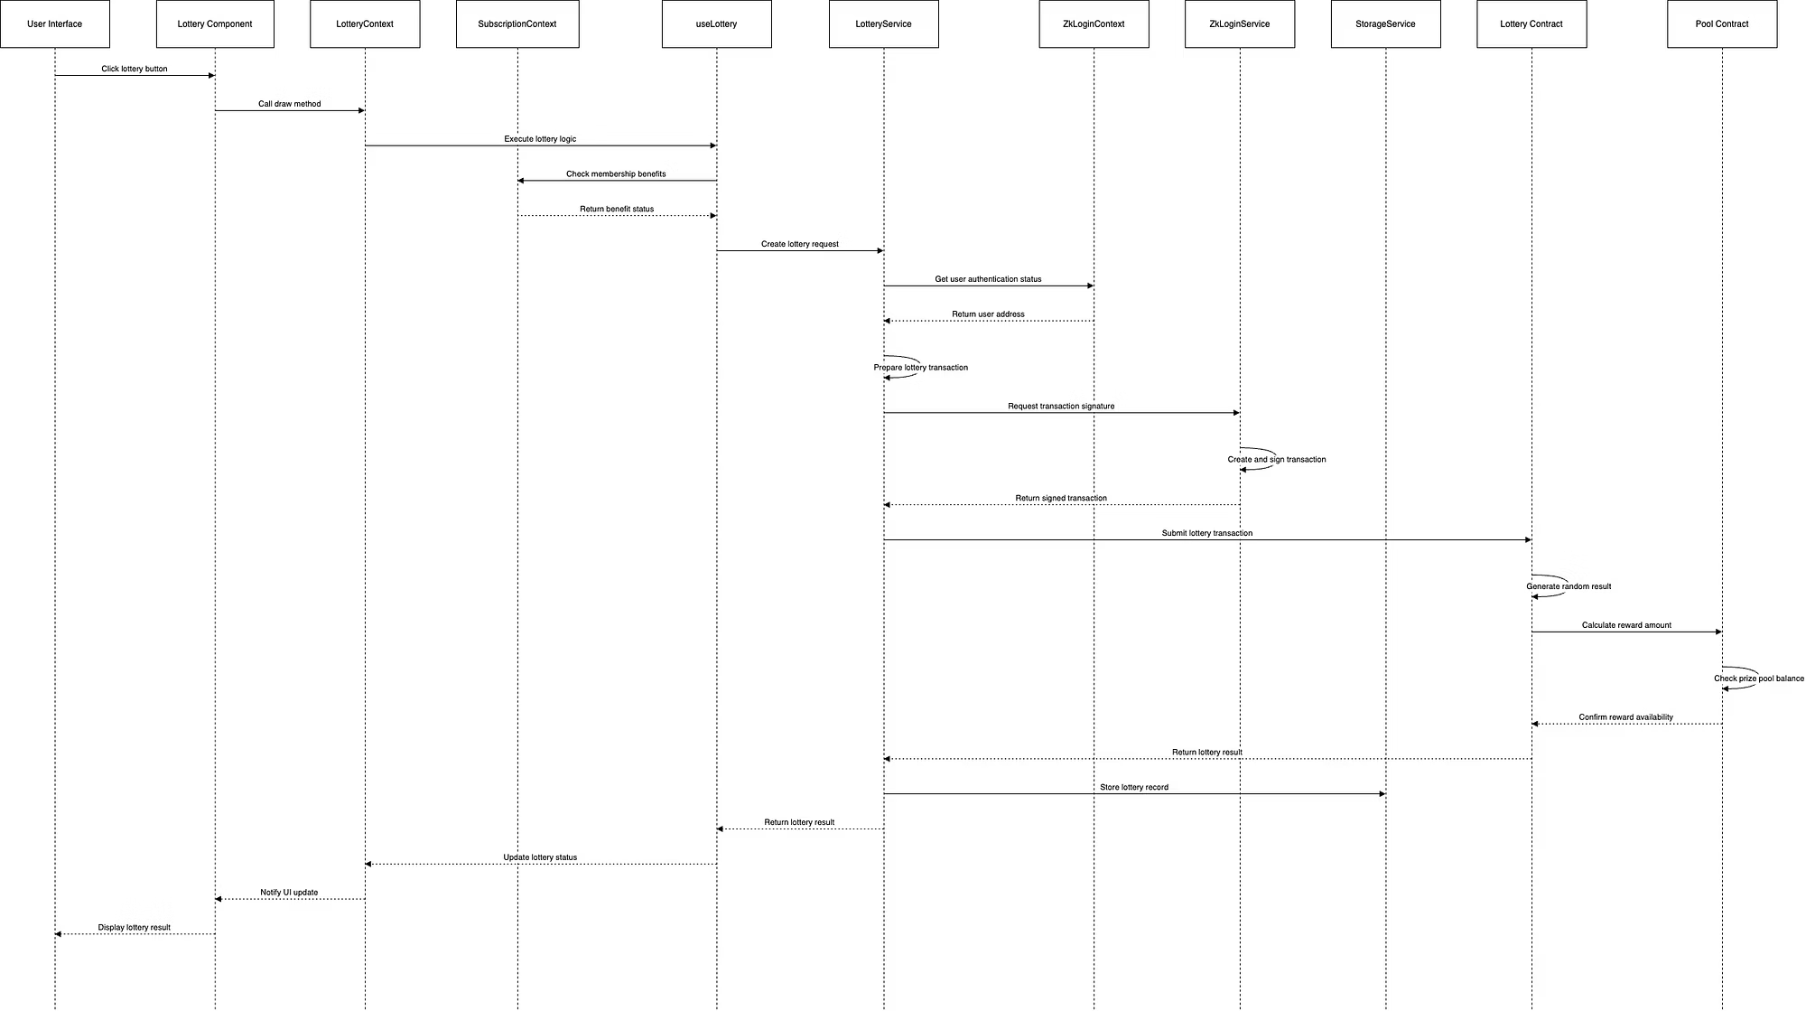 User Interface
Lottery Component
LotteryContext
SubscriptionContext
useLottery
LotteryService
ZkLoginContext
ZkLoginService
StorageService
Lottery Contract
Pool Contract
Click lottery button
Call draw method
Execute lottery logic
Check membership benefits
Return benefit status
Create lottery request
Get user authentication status
Return user address
Prepare lottery transaction
Request transaction signature
Create and sign transaction
Return signed transaction
Submit lottery transaction
Generate random result
Calculate reward amount
Check prize pool balance
Confirm reward availability
Return lottery result
Store lottery record
Return lottery result
Update lottery status
Notify UI update
Display lottery result